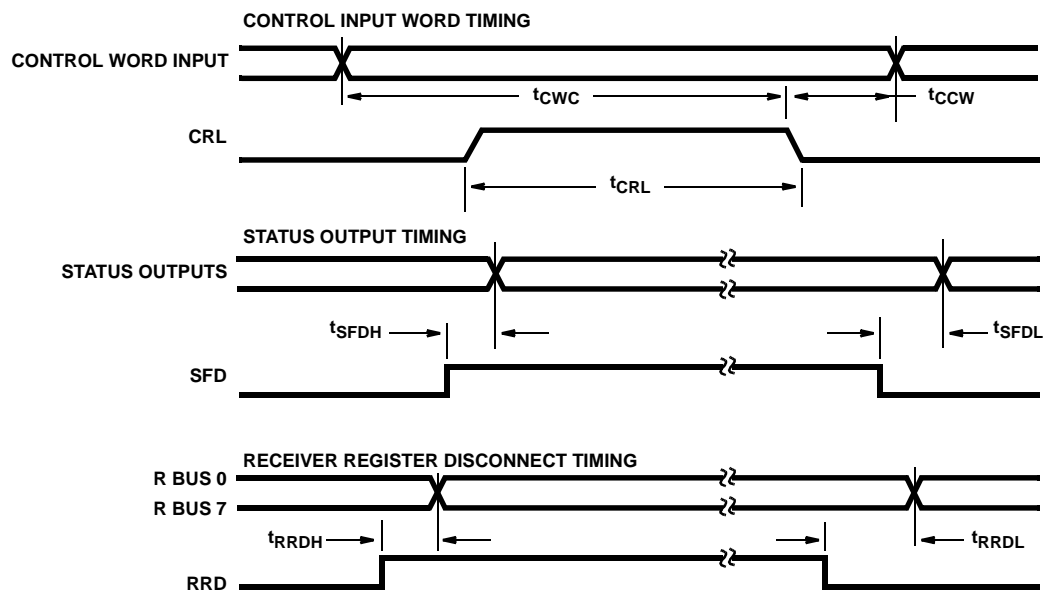 CONTROL INPUT WORD TIMING
CONTROL WORD INPUT
tCWC
tCCW
CRL
tCRL
STATUS OUTPUT TIMING
STATUS OUTPUTS
tSFDH
tSFDL
SFD
RECEIVER REGISTER DISCONNECT TIMING
R BUS 0
R BUS 7
tRRDH
tRRDL
RRD